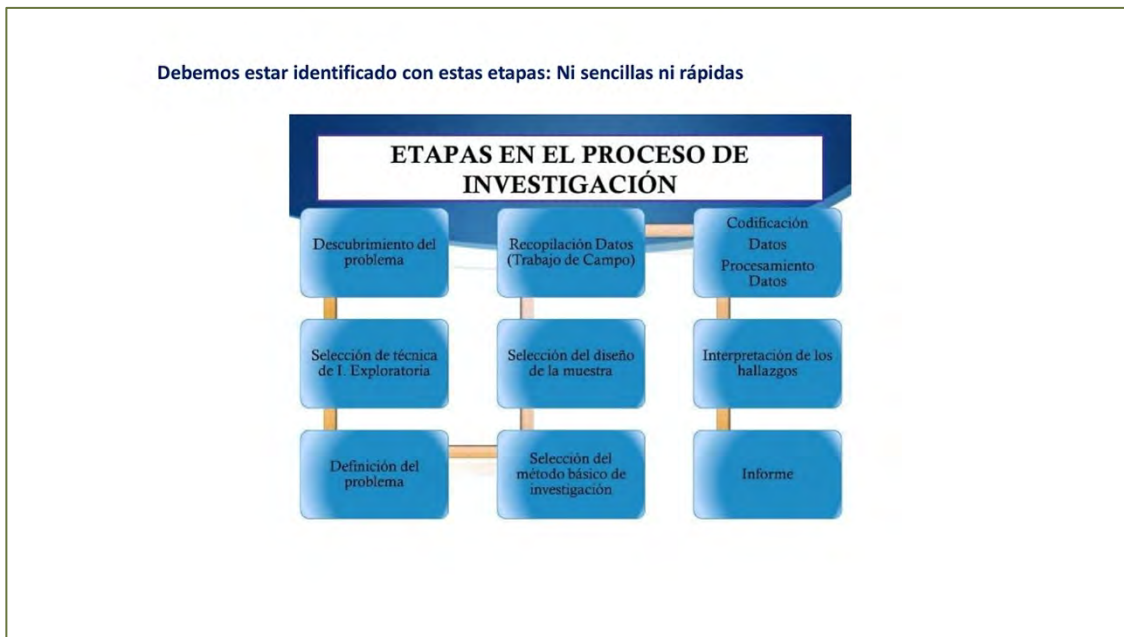 Debemos estar identificado con estas etapas: Ni sencillas ni rápidas
ETAPAS EN EL PROCESO DE
INVESTIGACIÓN
Descubrimiento del
problema
Selección de técnica
de I. Exploratoria
Definición del
problema
Selección del
método básico de
investigación
Selección del diseño
de la muestra
Recopilación Datos
(Trabajo de Campo)
Codificación
Datos
Procesamiento
Datos
Interpretación de los
hallazgos
Informe